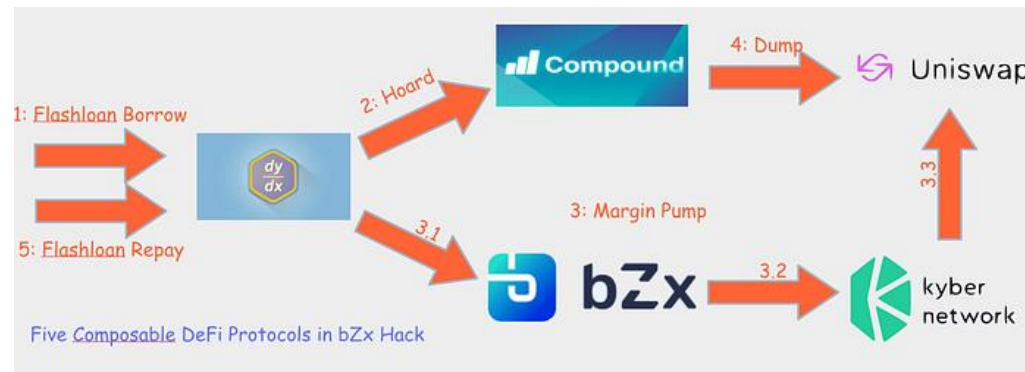 1: Flashloan Borrow
5: Flashloan Repay
dy
dx
2: Hoard
Compound
4: Dump
Uniswap
3.1
3: Margin Pump
bZx
3.2
3.3
kyber
network
Five Composable DeFi Protocols in bZx Hack